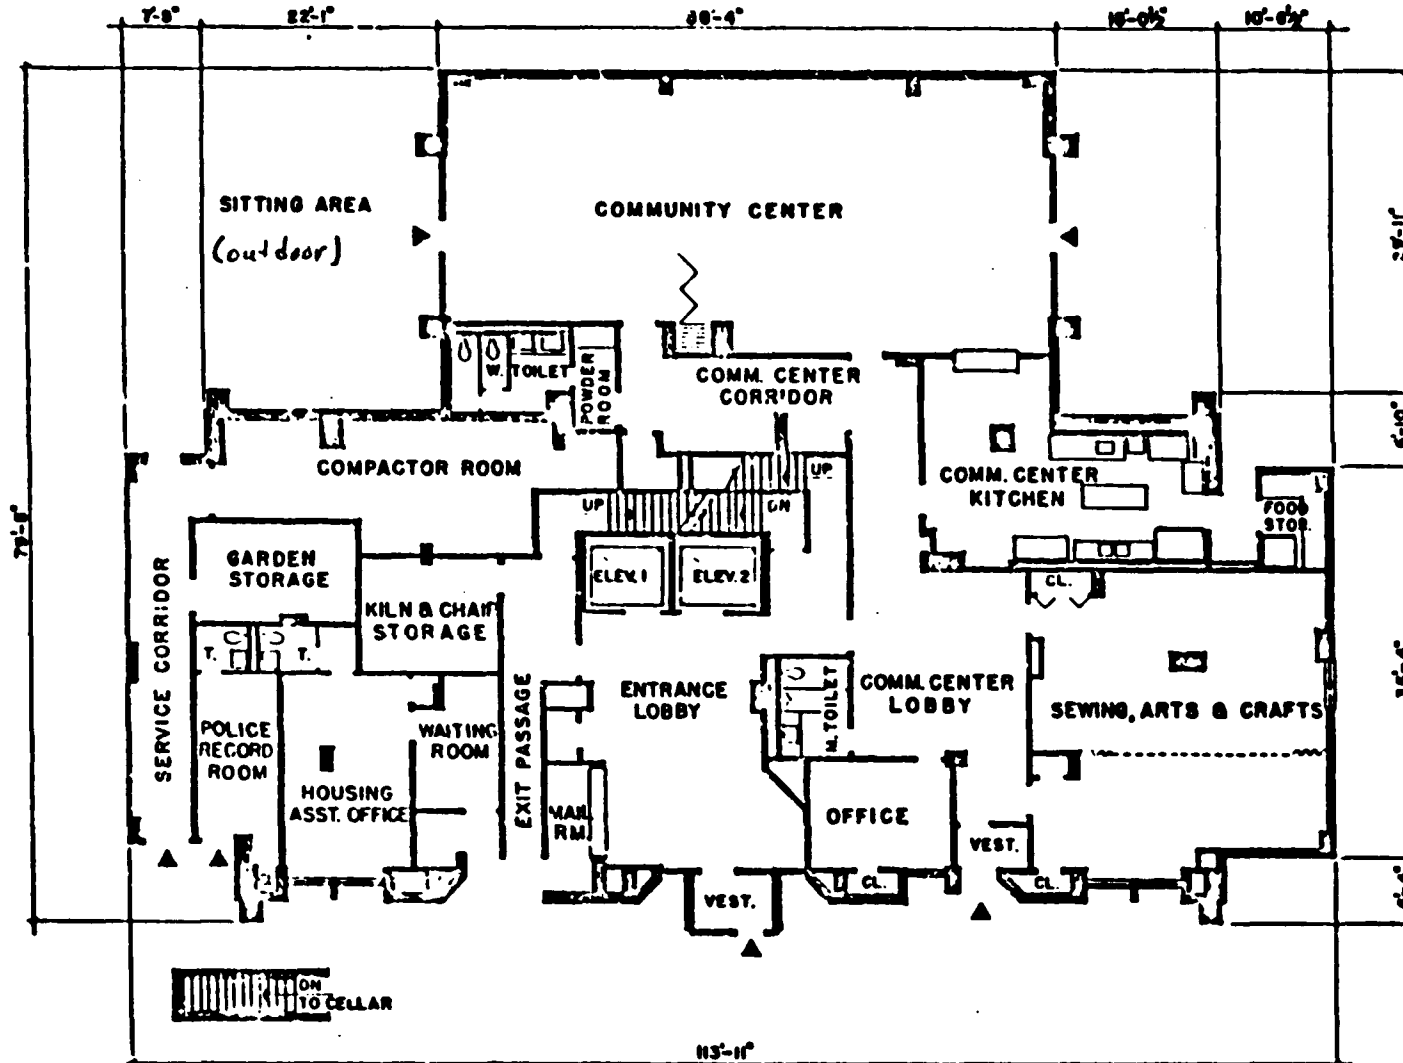 22'-1"
113'-11"
SITTING AREA
(outdoor)
COMMUNITY CENTER
W. TOILET
POWDER
ROOM
COMM. CENTER
CORRIDOR
COMPACTOR ROOM
UP
UP
DN
COMM. CENTER
KITCHEN
FOOD
STOR.
GARDEN
STORAGE
ELEV. 1
ELEV. 2
CL.
KILN & CHAIR
STORAGE
SERVICE CORRIDOR
T.
T.
ENTRANCE
LOBBY
M. TOILET
COMM. CENTER
LOBBY
SEWING, ARTS & CRAFTS
POLICE
RECORD
ROOM
WAITING
ROOM
EXIT PASSAGE
HOUSING
ASST. OFFICE
MAIL
RM.
OFFICE
VEST.
CL.
CL.
VEST.
DN
TO CELLAR